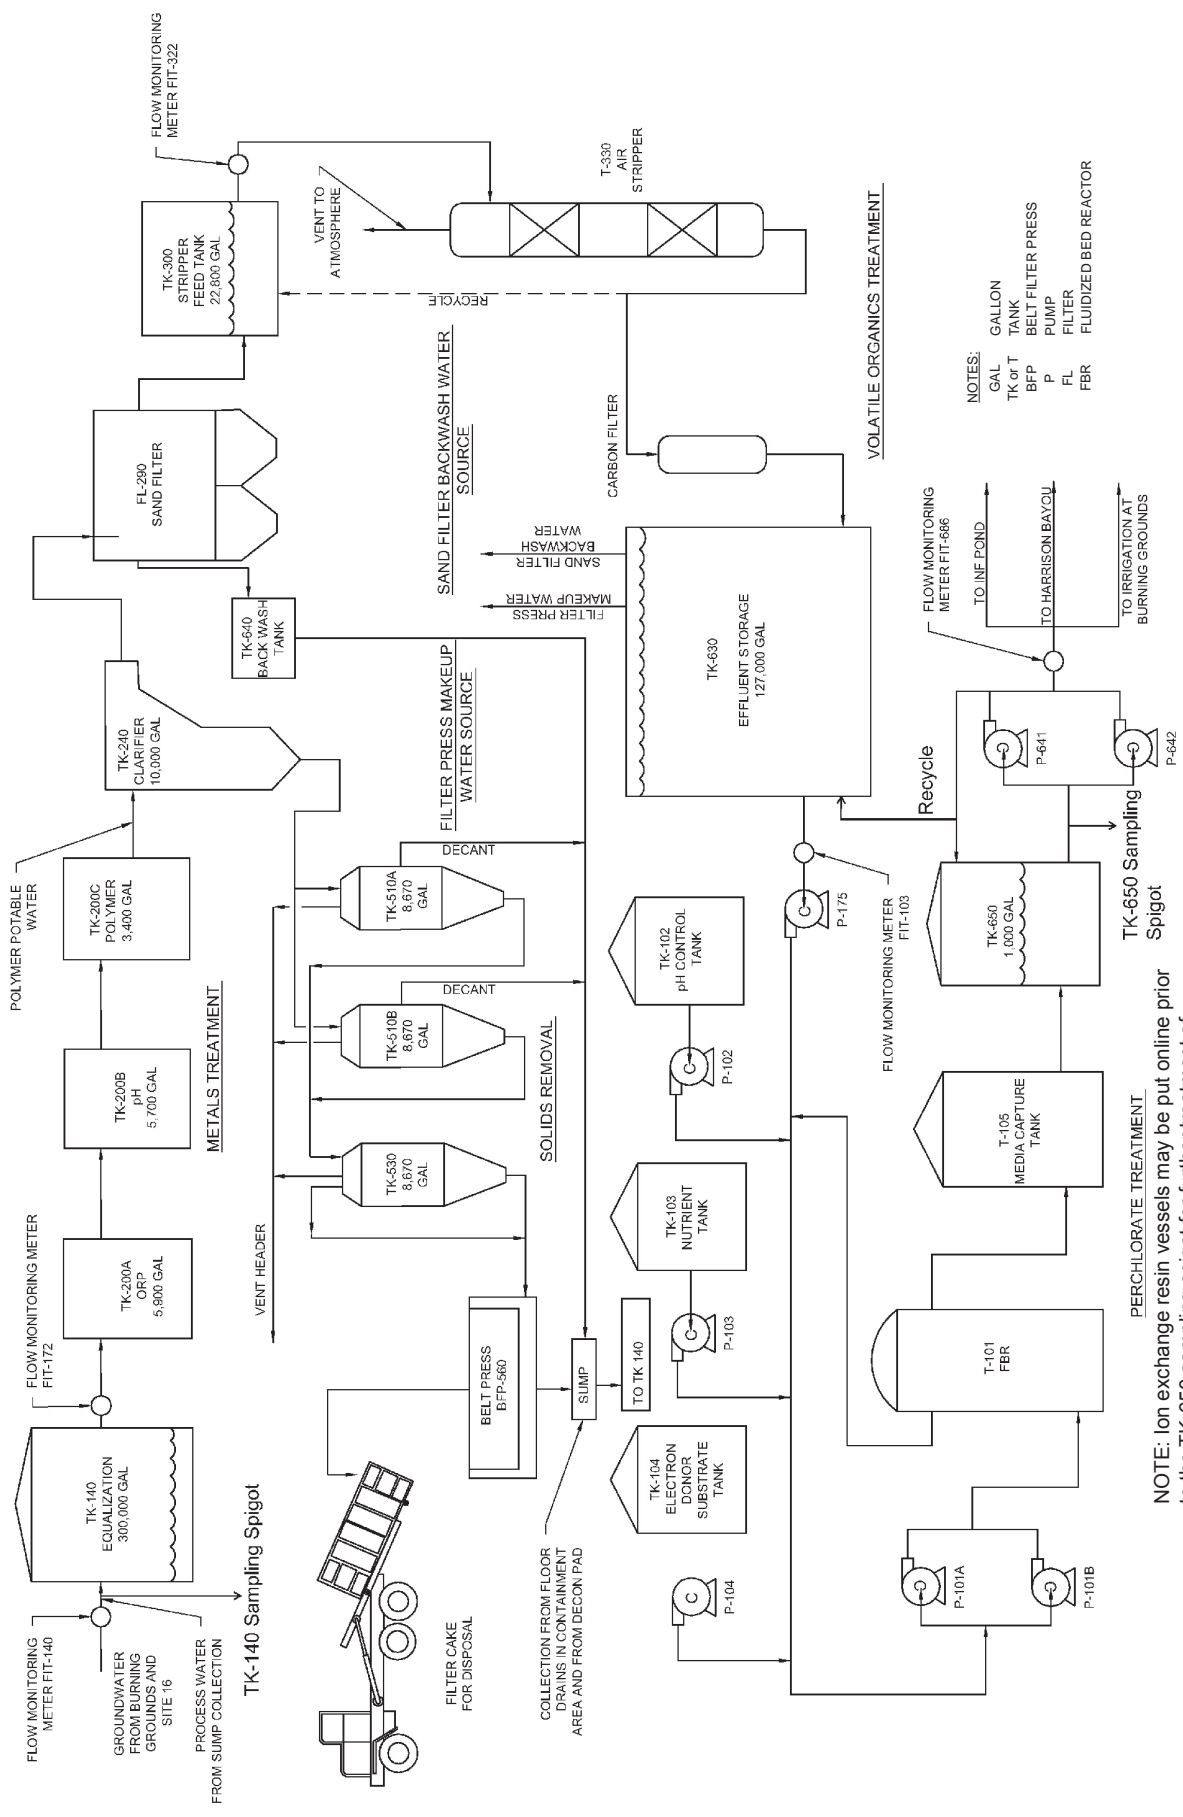 FLOW MONITORING
METER FIT-140
GROUNDWATER
FROM BURNING
GROUNDS AND
SITE 16
PROCESS WATER
FROM SUMP COLLECTION
TK-140 Sampling Spigot
TK-140
EQUALIZATION
300,000 GAL
FLOW MONITORING METER
FIT-172
TK-200A
ORP
5,900 GAL
TK-200B
pH
5,700 GAL
TK-200C
POLYMER
3,400 GAL
METALS TREATMENT
POLYMER POTABLE
WATER
TK-240
CLARIFIER
10,000 GAL
FL-290
SAND FILTER
TK-640
BACK WASH
TANK
TK-300
STRIPPER
FEED TANK
22,800 GAL
FLOW MONITORING
METER FIT-322
VENT TO
ATMOSPHERE
T-330
AIR
STRIPPER
RECYCLE
VENT HEADER
TK-530
8,670
GAL
TK-510B
8,670
GAL
TK-510A
8,670
GAL
DECANT
DECANT
SOLIDS REMOVAL
FILTER PRESS MAKEUP
WATER SOURCE
SAND FILTER BACKWASH WATER
SOURCE
FILTER CAKE
FOR DISPOSAL
BELT PRESS
BFP-560
SUMP
TO TK 140
COLLECTION FROM FLOOR
DRAINS IN CONTAINMENT
AREA AND FROM DECON PAD
CARBON FILTER
VOLATILE ORGANICS TREATMENT
FILTER PRESS
MAKEUP WATER
SAND FILTER
BACKWASH
WATER
TK-630
EFFLUENT STORAGE
127,000 GAL
TK-104
ELECTRON
DONOR
SUBSTRATE
TANK
C
P-104
TK-103
NUTRIENT
TANK
C
P-103
TK-102
pH CONTROL
TANK
C
P-102
C
P-175
FLOW MONITORING METER
FIT-103
C
P-101A
C
P-101B
T-101
FBR
T-105
MEDIA CAPTURE
TANK
TK-650
1,000 GAL
Recycle
C
P-641
C
P-642
TK-650 Sampling
Spigot
FLOW MONITORING
METER FIT-686
TO INF POND
TO HARRISON BAYOU
TO IRRIGATION AT
BURNING GROUNDS
PERCHLORATE TREATMENT
NOTES:
GAL GALLON
TK or T TANK
BFP BELT FILTER PRESS
P PUMP
FL FILTER
FBR FLUIDIZED BED REACTOR
NOTE: Ion exchange resin vessels may be put online prior